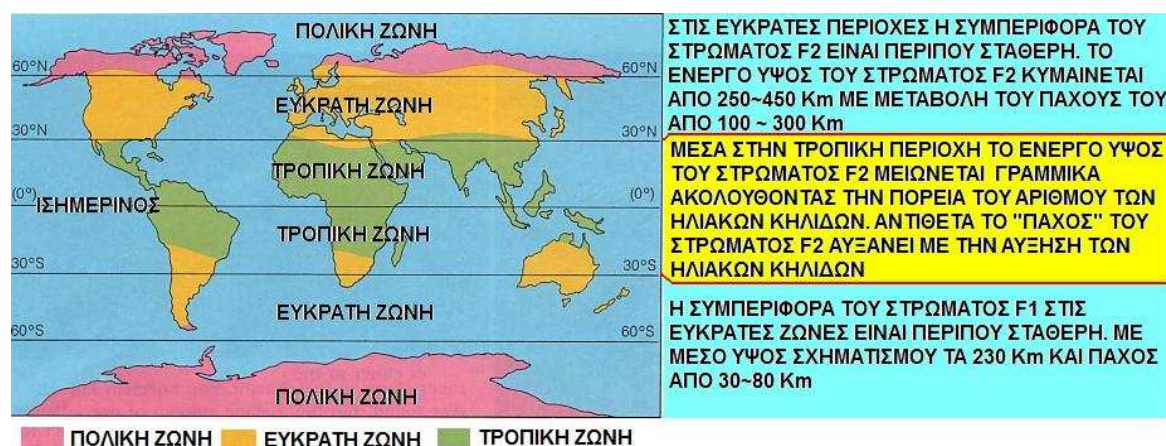 ΠΟΛΙΚΗ ΖΩΝΗ
60°N
60°N
ΕΥΚΡΑΤΗ ΖΩΝΗ
30°N
30°N
ΤΡΟΠΙΚΗ ΖΩΝΗ
(0°)
(0°)
ΙΣΗΜΕΡΙΝΟΣ
ΤΡΟΠΙΚΗ ΖΩΝΗ
30°S
30°S
ΕΥΚΡΑΤΗ ΖΩΝΗ
60°S
60°S
ΠΟΛΙΚΗ ΖΩΝΗ
ΠΟΛΙΚΗ ΖΩΝΗ ΕΥΚΡΑΤΗ ΖΩΝΗ ΤΡΟΠΙΚΗ ΖΩΝΗ
ΣΤΙΣ ΕΥΚΡΑΤΕΣ ΠΕΡΙΟΧΕΣ Η ΣΥΜΠΕΡΙΦΟΡΑ ΤΟΥ
ΣΤΡΩΜΑΤΟΣ F2 ΕΙΝΑΙ ΠΕΡΙΠΟΥ ΣΤΑΘΕΡΗ. ΤΟ
ΕΝΕΡΓΟ ΥΨΟΣ ΤΟΥ ΣΤΡΩΜΑΤΟΣ F2 ΚΥΜΑΙΝΕΤΑΙ
ΑΠΟ 250~450 Km ΜΕ ΜΕΤΑΒΟΛΗ ΤΟΥ ΠΑΧΟΥΣ ΤΟΥ
ΑΠΟ 100 ~ 300 Km
ΜΕΣΑ ΣΤΗΝ ΤΡΟΠΙΚΗ ΠΕΡΙΟΧΗ ΤΟ ΕΝΕΡΓΟ ΥΨΟΣ
ΤΟΥ ΣΤΡΩΜΑΤΟΣ F2 ΜΕΙΩΝΕΤΑΙ ΓΡΑΜΜΙΚΑ
ΑΚΟΛΟΥΘΟΝΤΑΣ ΤΗΝ ΠΟΡΕΙΑ ΤΟΥ ΑΡΙΘΜΟΥ ΤΩΝ
ΗΛΙΑΚΩΝ ΚΗΛΙΔΩΝ. ΑΝΤΙΘΕΤΑ ΤΟ "ΠΑΧΟΣ" ΤΟΥ
ΣΤΡΩΜΑΤΟΣ F2 ΑΥΞΑΝΕΙ ΜΕ ΤΗΝ ΑΥΞΗΣΗ ΤΩΝ
ΗΛΙΑΚΩΝ ΚΗΛΙΔΩΝ
Η ΣΥΜΠΕΡΙΦΟΡΑ ΤΟΥ ΣΤΡΩΜΑΤΟΣ F1 ΣΤΙΣ
ΕΥΚΡΑΤΕΣ ΖΩΝΕΣ ΕΙΝΑΙ ΠΕΡΙΠΟΥ ΣΤΑΘΕΡΗ. ΜΕ
ΜΕΣΟ ΥΨΟΣ ΣΧΗΜΑΤΙΣΜΟΥ ΤΑ 230 Km ΚΑΙ ΠΑΧΟΣ
ΑΠΟ 30~80 Km